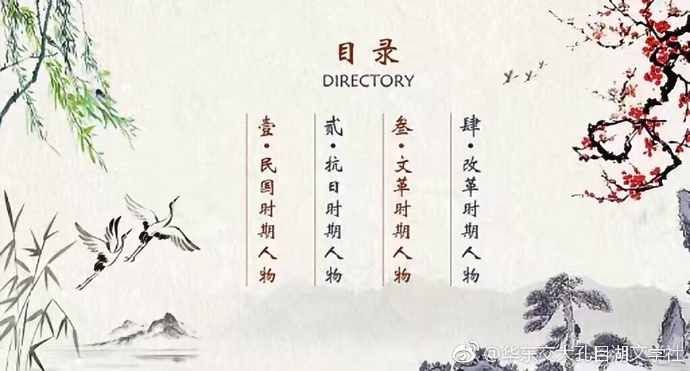 目录
DIRECTORY
壹·民国时期人物
贰·抗日时期人物
叁·文革时期人物
肆·改革时期人物
@华东交大孔目湖文学社